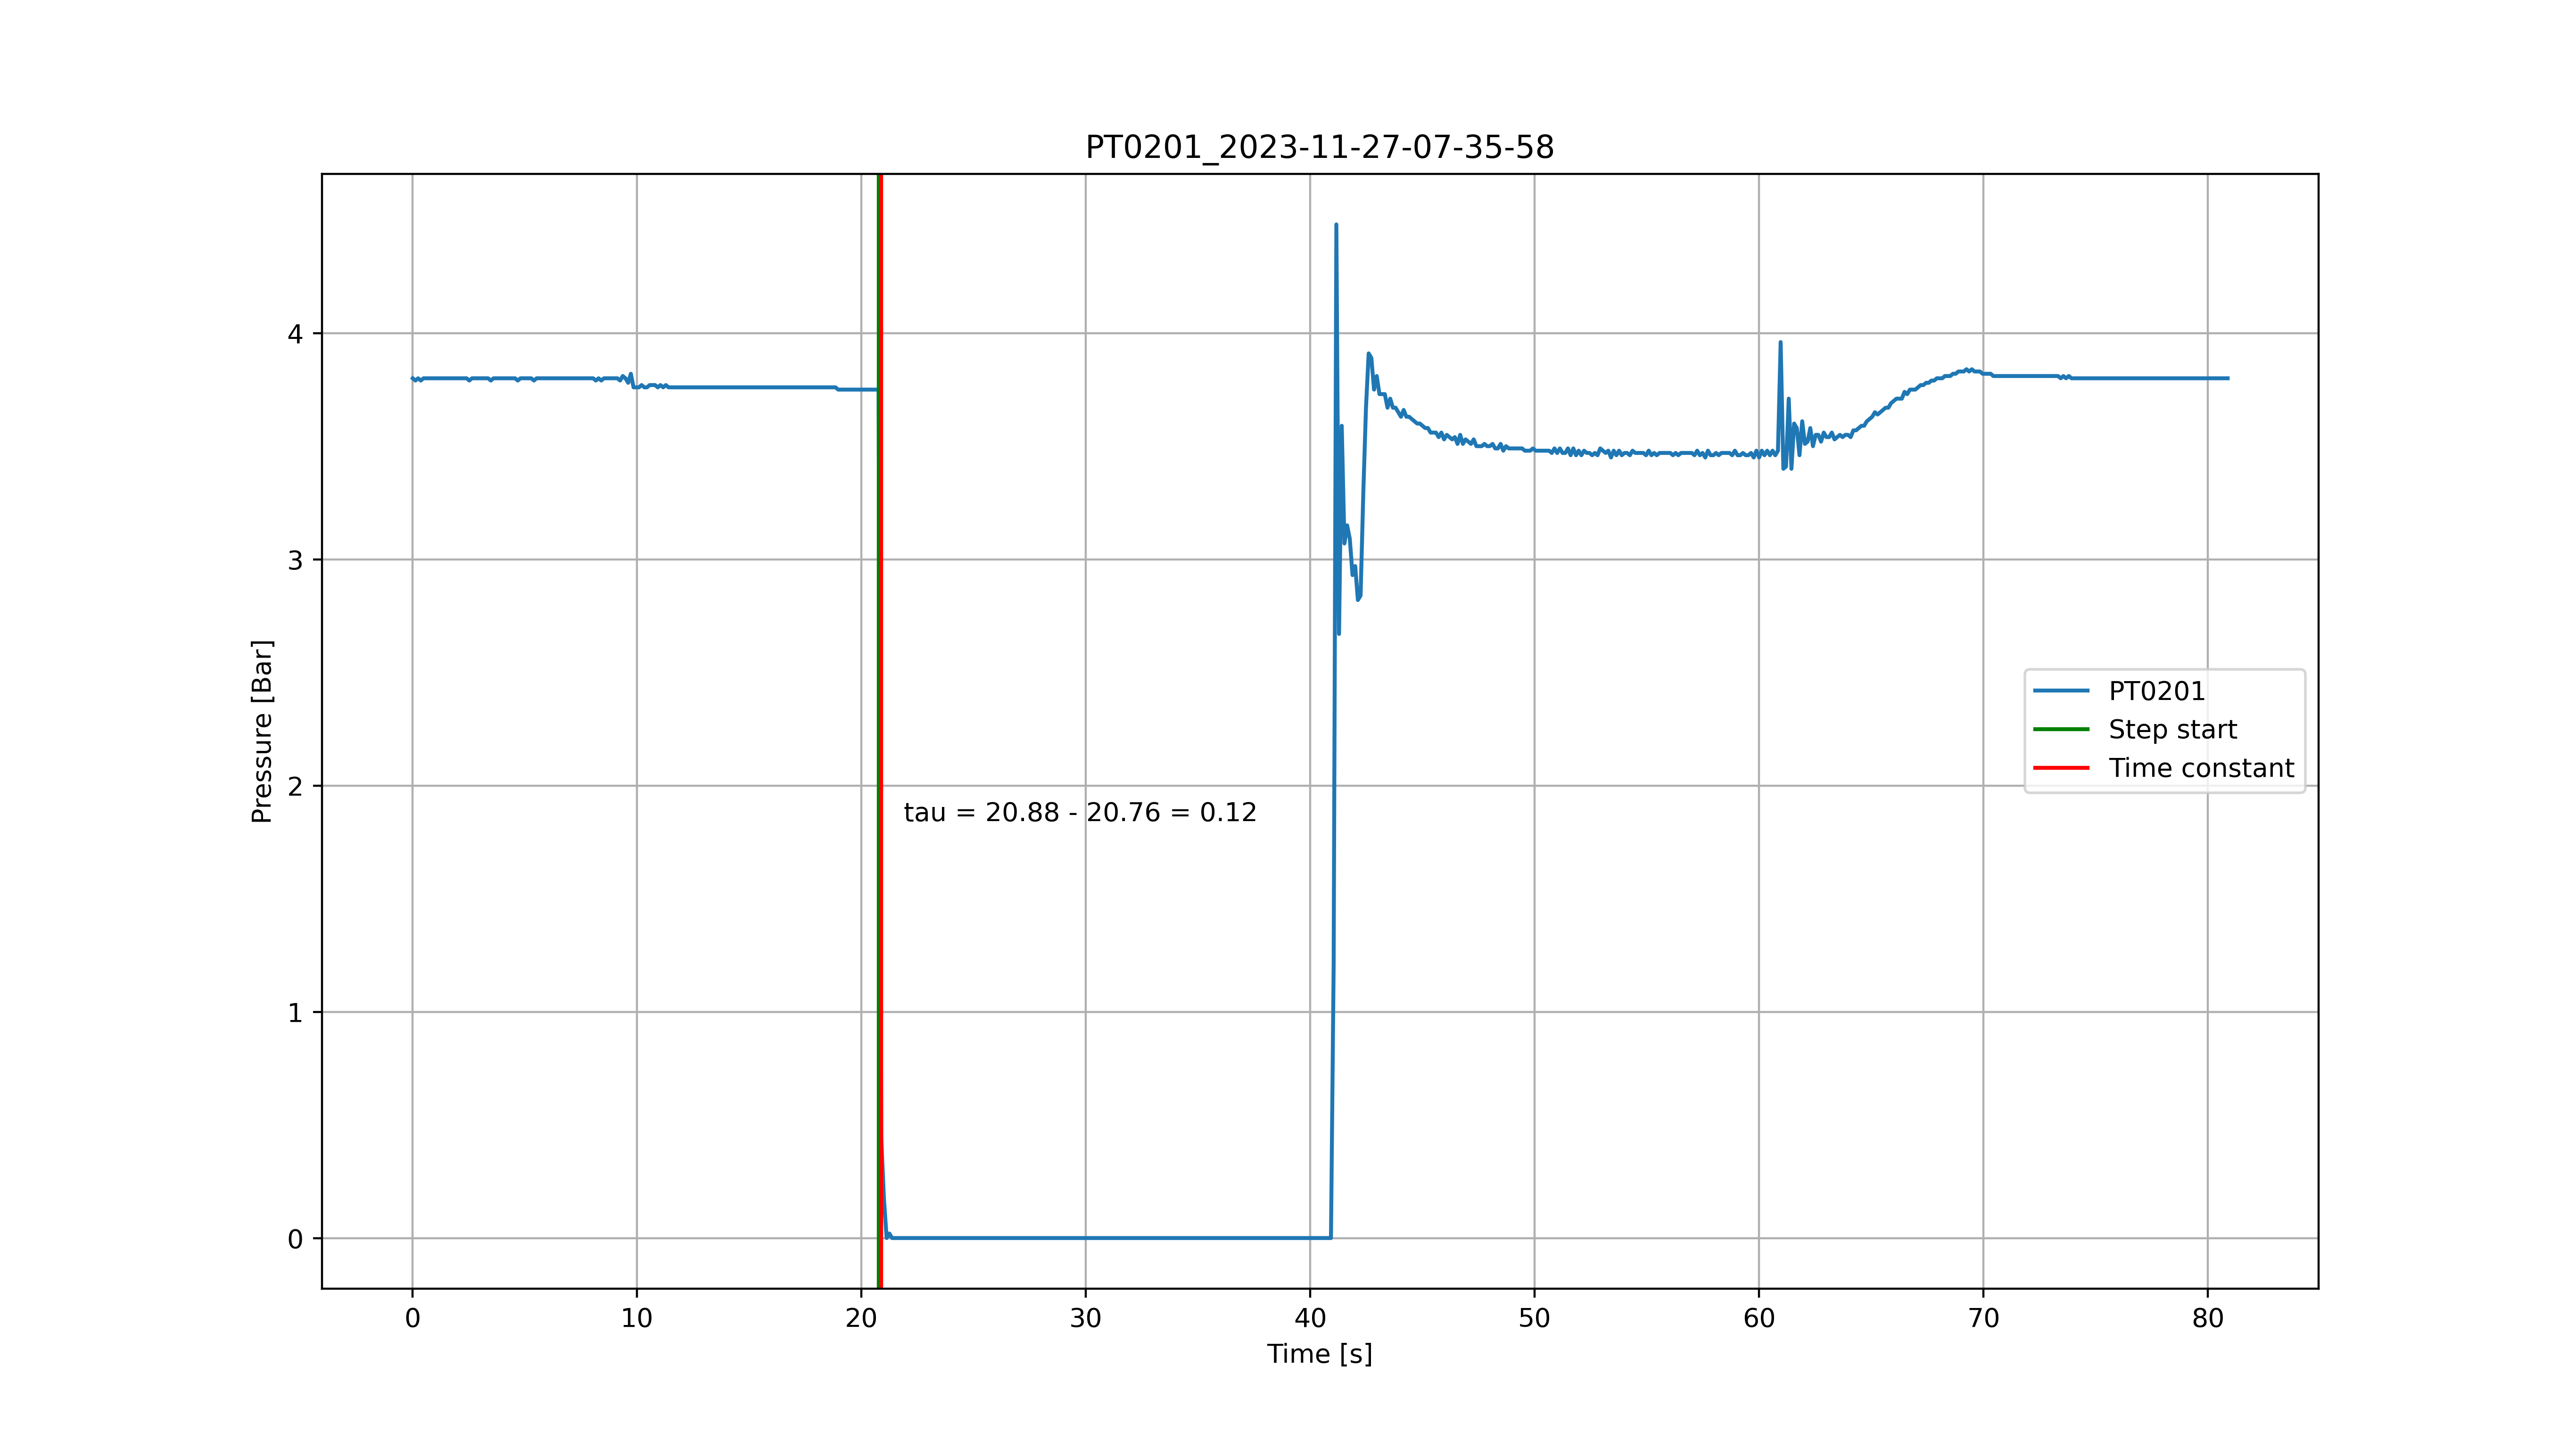 PT0201_2023-11-27-07-35-58
Pressure [Bar]
4
3
2
1
0
tau = 20.88 - 20.76 = 0.12
PT0201
Step start
Time constant
0 10 20 30 40 50 60 70 80
Time [s]